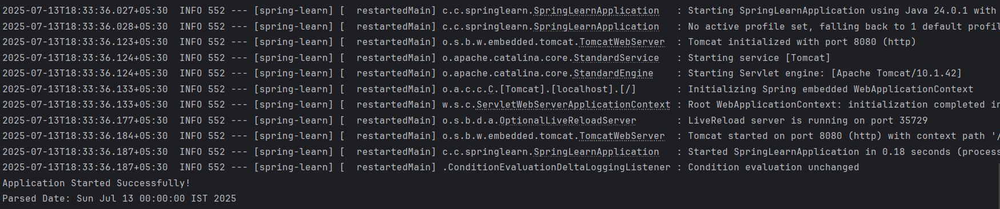 2025-07-13T18:33:36.027+05:30  INFO 552 --- [spring-learn] [  restartedMain] c.c.springlearn.SpringLearnApplication   : Starting SpringLearnApplication using Java 24.0.1 with
2025-07-13T18:33:36.028+05:30  INFO 552 --- [spring-learn] [  restartedMain] c.c.springlearn.SpringLearnApplication   : No active profile set, falling back to 1 default profil
2025-07-13T18:33:36.123+05:30  INFO 552 --- [spring-learn] [  restartedMain] o.s.b.w.embedded.tomcat.TomcatWebServer  : Tomcat initialized with port 8080 (http)
2025-07-13T18:33:36.124+05:30  INFO 552 --- [spring-learn] [  restartedMain] o.apache.catalina.core.StandardService   : Starting service [Tomcat]
2025-07-13T18:33:36.124+05:30  INFO 552 --- [spring-learn] [  restartedMain] o.apache.catalina.core.StandardEngine    : Starting Servlet engine: [Apache Tomcat/10.1.42]
2025-07-13T18:33:36.133+05:30  INFO 552 --- [spring-learn] [  restartedMain] o.a.c.c.C.[Tomcat].[localhost].[/]       : Initializing Spring embedded WebApplicationContext
2025-07-13T18:33:36.133+05:30  INFO 552 --- [spring-learn] [  restartedMain] w.s.c.ServletWebServerApplicationContext : Root WebApplicationContext: initialization completed in
2025-07-13T18:33:36.177+05:30  INFO 552 --- [spring-learn] [  restartedMain] o.s.b.d.a.OptionalLiveReloadServer       : LiveReload server is running on port 35729
2025-07-13T18:33:36.184+05:30  INFO 552 --- [spring-learn] [  restartedMain] o.s.b.w.embedded.tomcat.TomcatWebServer  : Tomcat started on port 8080 (http) with context path '/
2025-07-13T18:33:36.187+05:30  INFO 552 --- [spring-learn] [  restartedMain] c.c.springlearn.SpringLearnApplication   : Started SpringLearnApplication in 0.18 seconds (process
2025-07-13T18:33:36.187+05:30  INFO 552 --- [spring-learn] [  restartedMain] .ConditionEvaluationDeltaLoggingListener : Condition evaluation unchanged
Application Started Successfully!
Parsed Date: Sun Jul 13 00:00:00 IST 2025